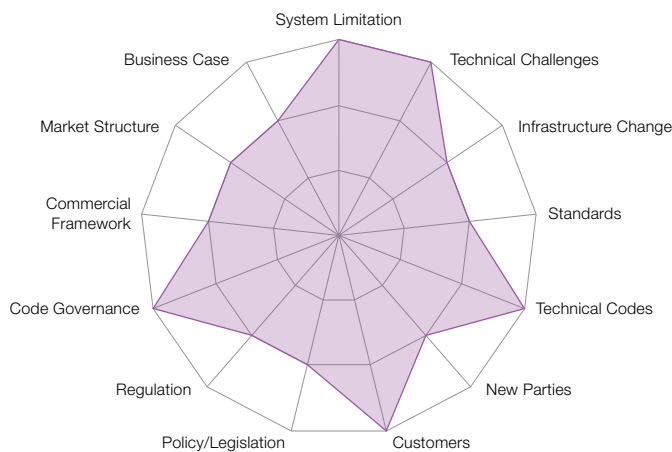 System Limitation
Business Case
Technical Challenges
Market Structure
Infrastructure Change
Commercial
Framework
Standards
Code Governance
Technical Codes
Regulation
New Parties
Policy/Legislation
Customers